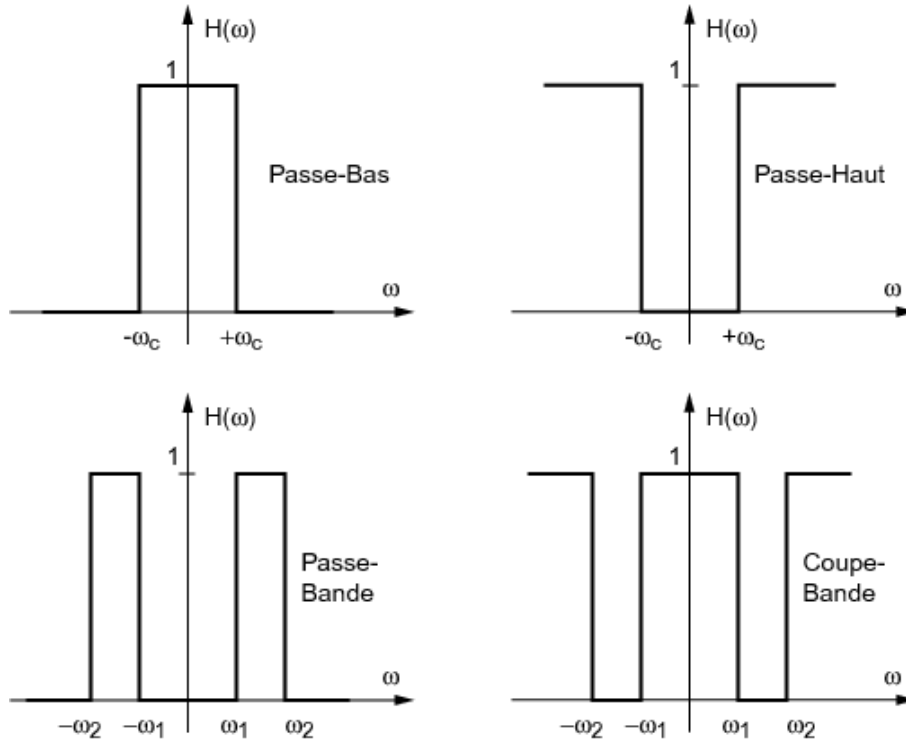 H(ω)
1
Passe-Bas
ω
-ωc +ωc
H(ω)
1
Passe-Haut
ω
-ωc +ωc
H(ω)
1
Passe-
Bande
ω
−ω2 −ω1 ω1 ω2
H(ω)
1
Coupe-
Bande
ω
−ω2 −ω1 ω1 ω2